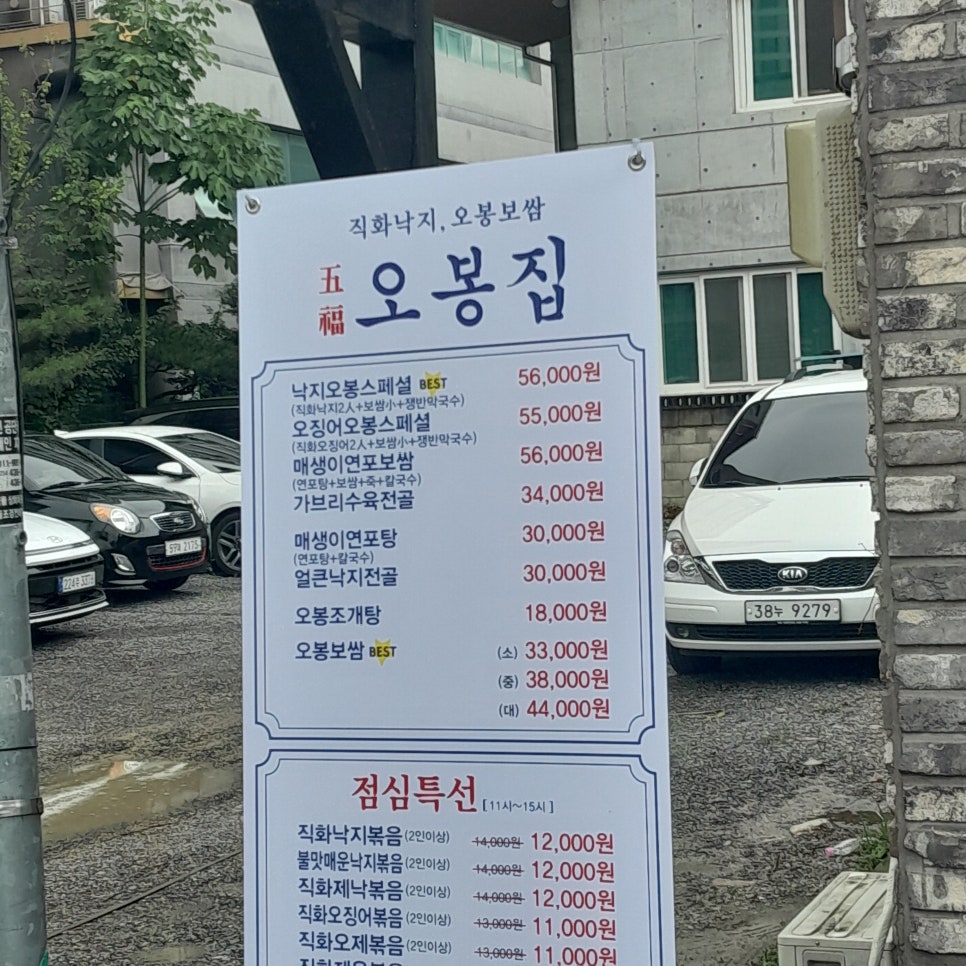 직화낙지, 오봉보쌈
五福 오봉집
낙지오봉스페셜 BEST 56,000원
(직화낙지2人+보쌈小+쟁반막국수)
오징어오봉스페셜 55,000원
(직화오징어2人+보쌈小+쟁반막국수)
매생이연포보쌈 56,000원
(연포탕+보쌈+죽+칼국수)
가브리수육전골 34,000원
매생이연포탕 30,000원
(연포탕+칼국수)
얼큰낙지전골 30,000원
오봉조개탕 18,000원
오봉보쌈 BEST (소) 33,000원
(중) 38,000원
(대) 44,000원
점심특선 [11시~15시]
직화낙지볶음(2인이상) 14,000원 12,000원
불맛매운낙지볶음(2인이상) 14,000원 12,000원
직화제낙볶음(2인이상) 14,000원 12,000원
직화오징어볶음(2인이상) 13,000원 11,000원
직화오제볶음(2인이상) 13,000원 11,000원
KIA
38누 9279